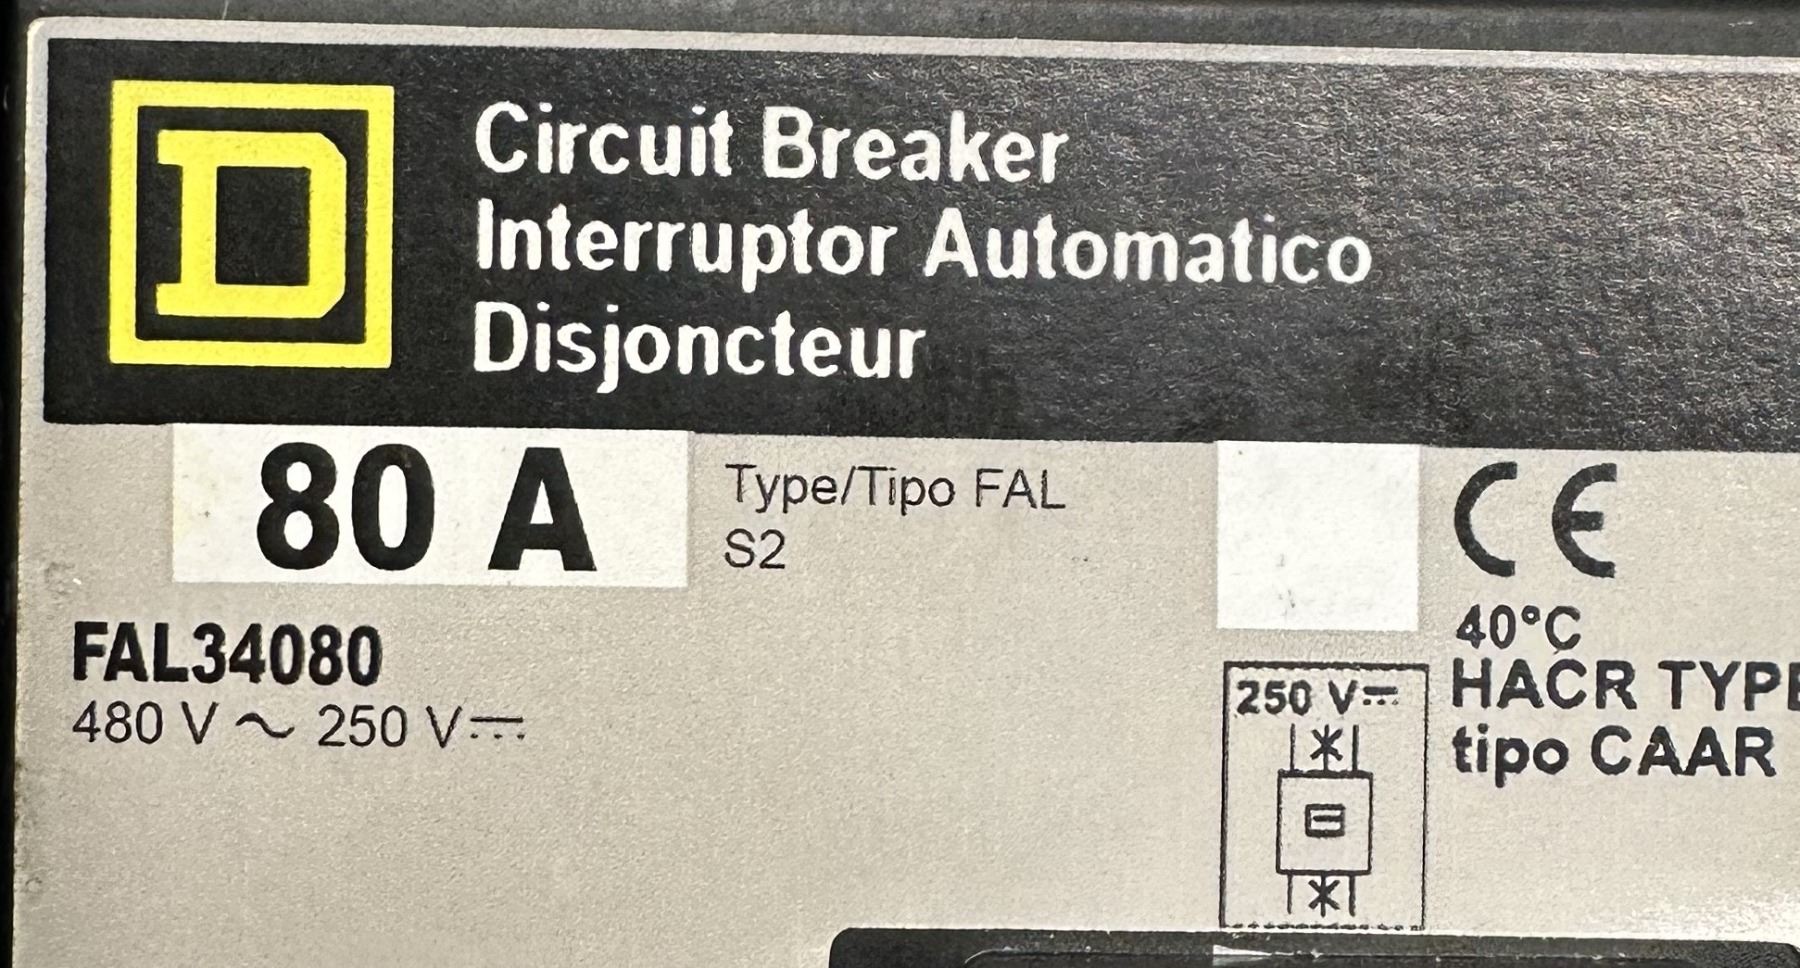 D
Circuit Breaker
Interruptor Automatico
Disjoncteur
80 A
Type/Tipo FAL
S2
CE
FAL34080
480 V ~ 250 V⎓
40°C
HACR TYPE
tipo CAAR
250 V⎓